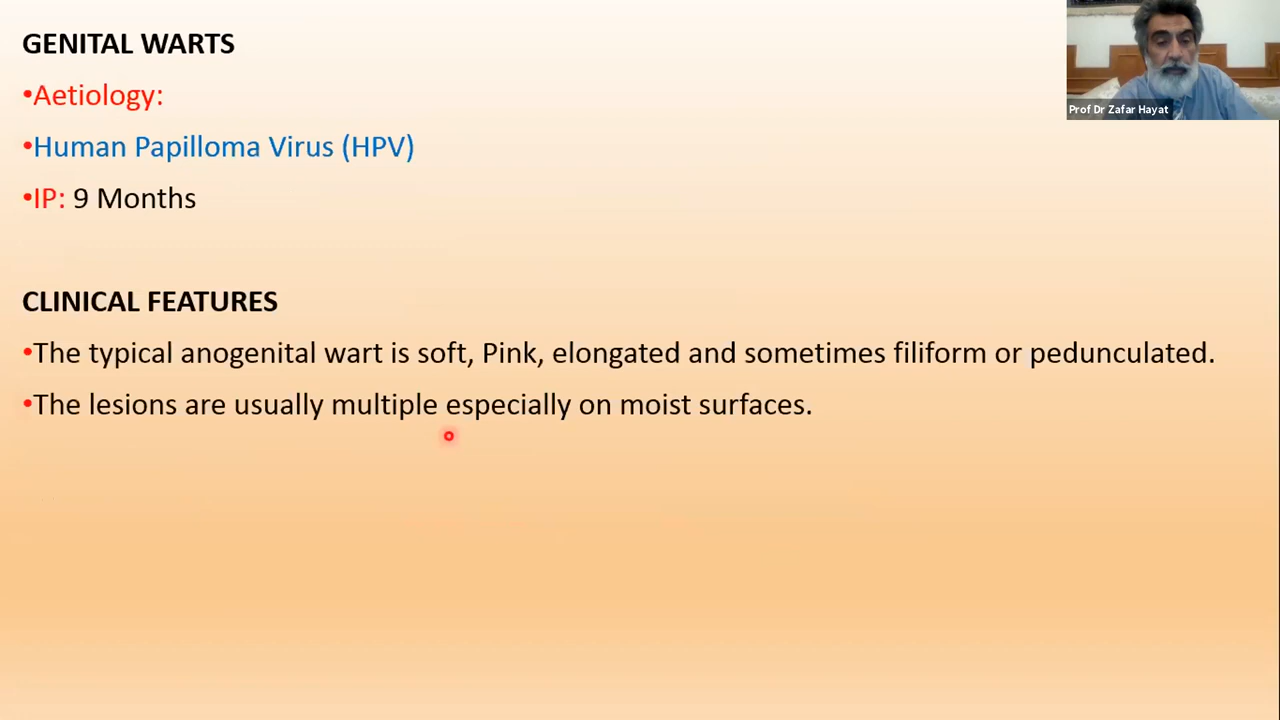 GENITAL WARTS
•Aetiology:
•Human Papilloma Virus (HPV)
•IP: 9 Months
CLINICAL FEATURES
•The typical anogenital wart is soft, Pink, elongated and sometimes filiform or pedunculated.
•The lesions are usually multiple especially on moist surfaces.
Prof Dr Zafar Hayat